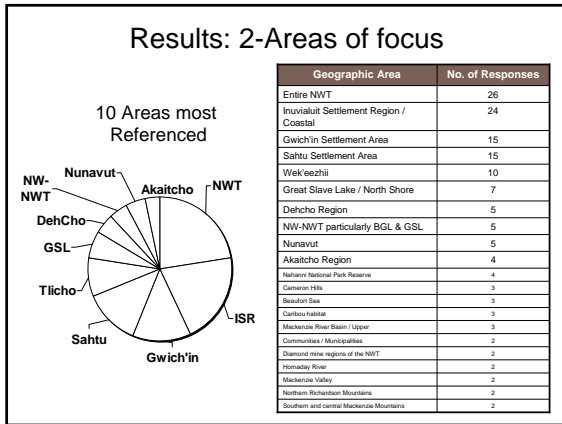 Results: 2-Areas of focus
10 Areas most
Referenced
Nunavut
Akaitcho
NWT
NW-
NWT
DehCho
GSL
Tlicho
ISR
Sahtu
Gwich'in
Geographic Area No. of Responses
Entire NWT 26
Inuvialuit Settlement Region / 24
Coastal
Gwich'in Settlement Area 15
Sahtu Settlement Area 15
Wek'eezhii 10
Great Slave Lake / North Shore 7
Dehcho Region 5
NW-NWT particularly BGL & GSL 5
Nunavut 5
Akaitcho Region 4
Nahanni National Park Reserve 4
Cameron Hills 3
Beaufort Sea 3
Caribou habitat 3
Mackenzie River Basin / Upper 3
Communities / Municipalities 2
Diamond mine regions of the NWT 2
Hornaday River 2
Mackenzie Valley 2
Northern Richardson Mountains 2
Southern and central Mackenzie Mountains 2